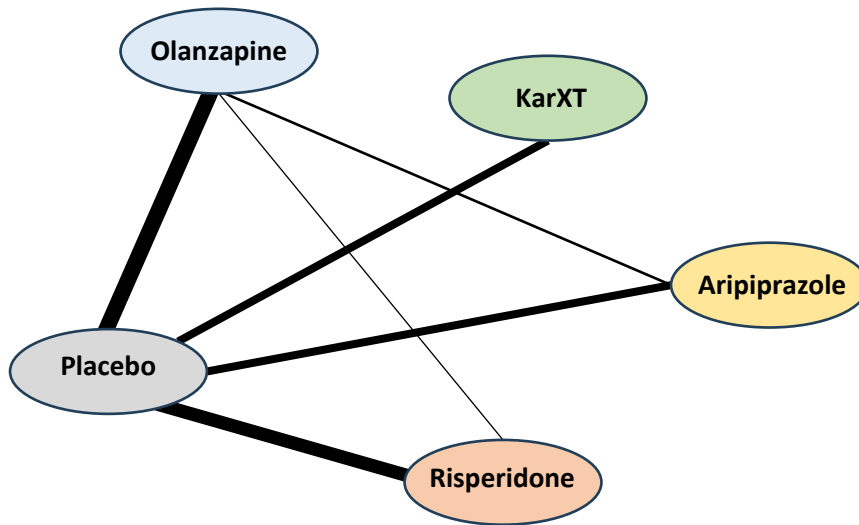 Olanzapine
KarXT
Aripiprazole
Placebo
Risperidone